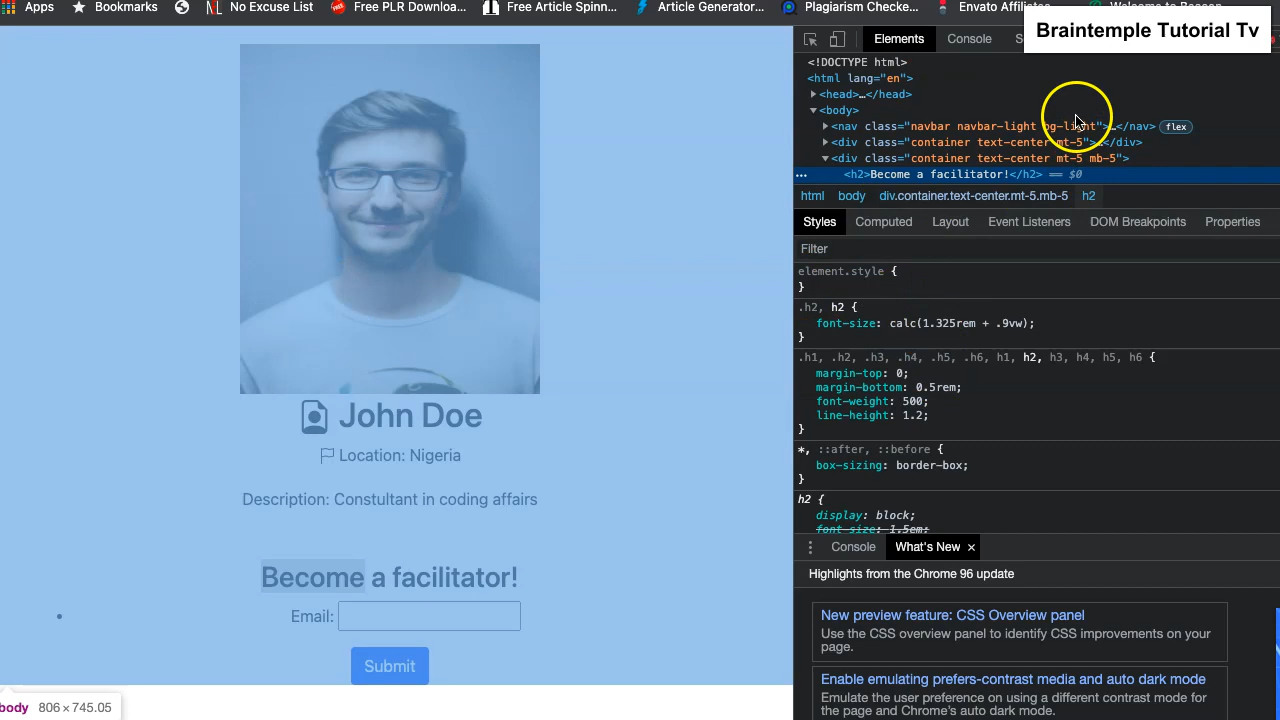 Apps Bookmarks No Excuse List Free PLR Downloa... Free Article Spinn... Article Generator... Plagiarism Checke... Envato Affiliates
Braintemple Tutorial Tv
Elements Console
<!DOCTYPE html>
<html lang="en">
<head>…</head>
<body>
<nav class="navbar navbar-light bg-light">…</nav> flex
<div class="container text-center mt-5">…</div>
<div class="container text-center mt-5 mb-5">
<h2>Become a facilitator!</h2> == $0
html body div.container.text-center.mt-5.mb-5 h2
Styles Computed Layout Event Listeners DOM Breakpoints Properties
Filter
element.style {
}
.h2, h2 {
font-size: calc(1.325rem + .9vw);
}
.h1, .h2, .h3, .h4, .h5, .h6, h1, h2, h3, h4, h5, h6 {
margin-top: 0;
margin-bottom: 0.5rem;
font-weight: 500;
line-height: 1.2;
}
*, ::after, ::before {
box-sizing: border-box;
}
h2 {
display: block;
font-size: 1.5em;
Console What's New ×
Highlights from the Chrome 96 update
New preview feature: CSS Overview panel
Use the CSS overview panel to identify CSS improvements on your
page.
Enable emulating prefers-contrast media and auto dark mode
Emulate the user preference on using a different contrast mode for
the page and Chrome's auto dark mode.
John Doe
Location: Nigeria
Description: Constultant in coding affairs
Become a facilitator!
Email:
Submit
body 806 × 745.05